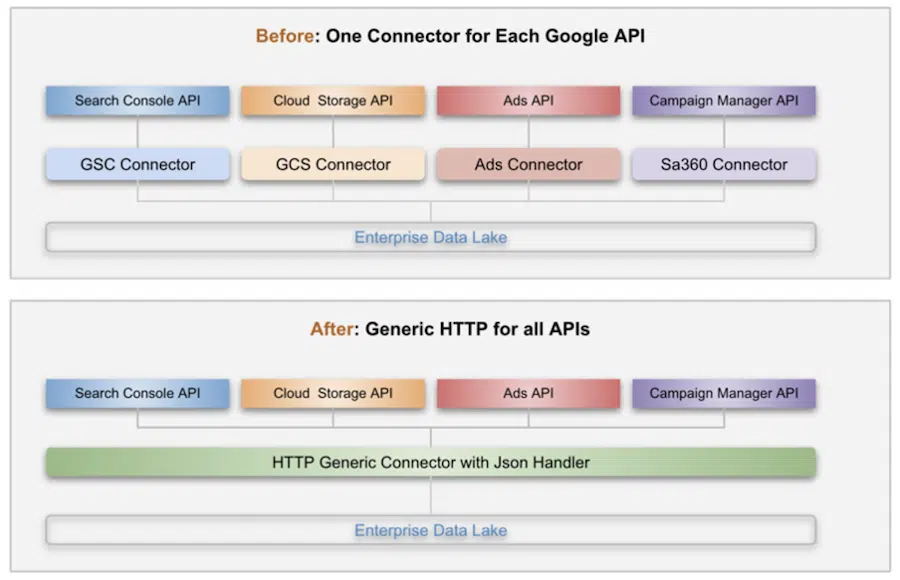 Before: One Connector for Each Google API
Search Console API
Cloud Storage API
Ads API
Campaign Manager API
GSC Connector
GCS Connector
Ads Connector
Sa360 Connector
Enterprise Data Lake
After: Generic HTTP for all APIs
Search Console API
Cloud Storage API
Ads API
Campaign Manager API
HTTP Generic Connector with Json Handler
Enterprise Data Lake